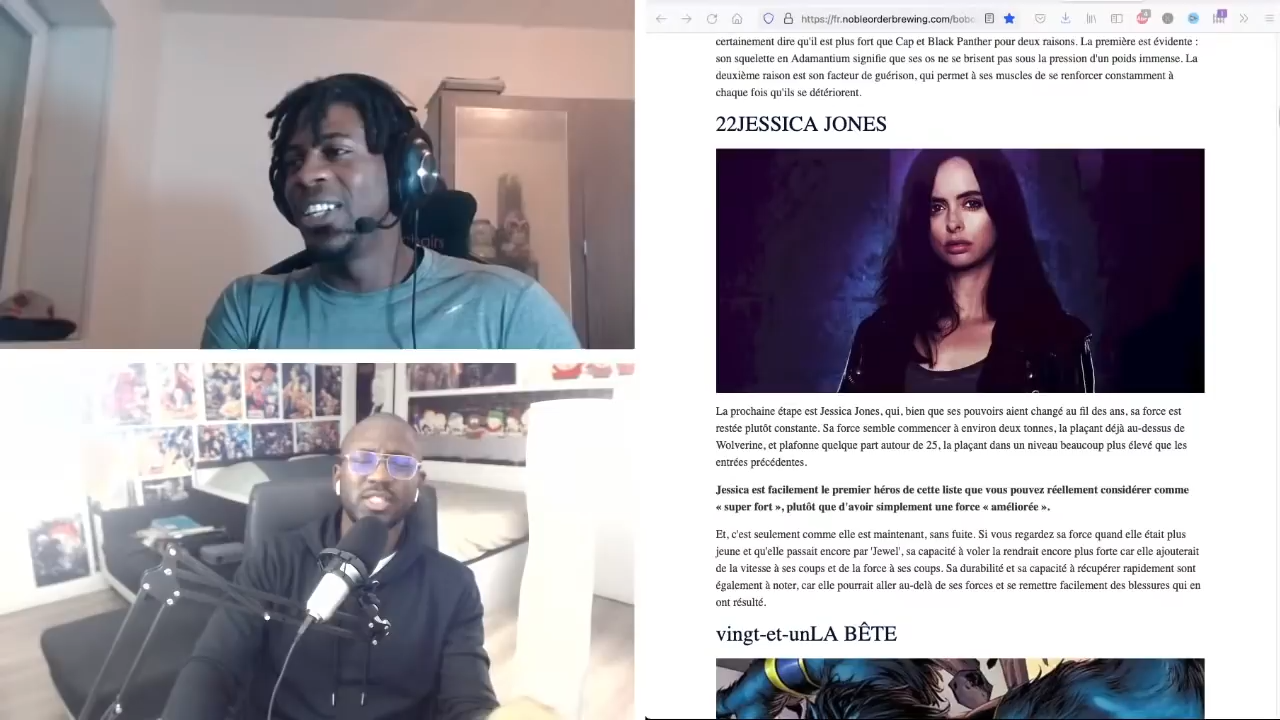 https://fr.nobleorderbrewing.com/bobo
certainement dire qu'il est plus fort que Cap et Black Panther pour deux raisons. La première est évidente :
son squelette en Adamantium signifie que ses os ne se brisent pas sous la pression d'un poids immense. La
deuxième raison est son facteur de guérison, qui permet à ses muscles de se renforcer constamment à
chaque fois qu'ils se détériorent.
22JESSICA JONES
La prochaine étape est Jessica Jones, qui, bien que ses pouvoirs aient changé au fil des ans, sa force est
restée plutôt constante. Sa force semble commencer à environ deux tonnes, la plaçant déjà au-dessus de
Wolverine, et plafonne quelque part autour de 25, la plaçant dans un niveau beaucoup plus élevé que les
entrées précédentes.
Jessica est facilement le premier héros de cette liste que vous pouvez réellement considérer comme
« super fort », plutôt que d'avoir simplement une force « améliorée ».
Et, c'est seulement comme elle est maintenant, sans fuite. Si vous regardez sa force quand elle était plus
jeune et qu'elle passait encore par 'Jewel', sa capacité à voler la rendrait encore plus forte car elle ajouterait
de la vitesse à ses coups et de la force à ses coups. Sa durabilité et sa capacité à récupérer rapidement sont
également à noter, car elle pourrait aller au-delà de ses forces et se remettre facilement des blessures qui en
ont résulté.
vingt-et-unLA BÊTE